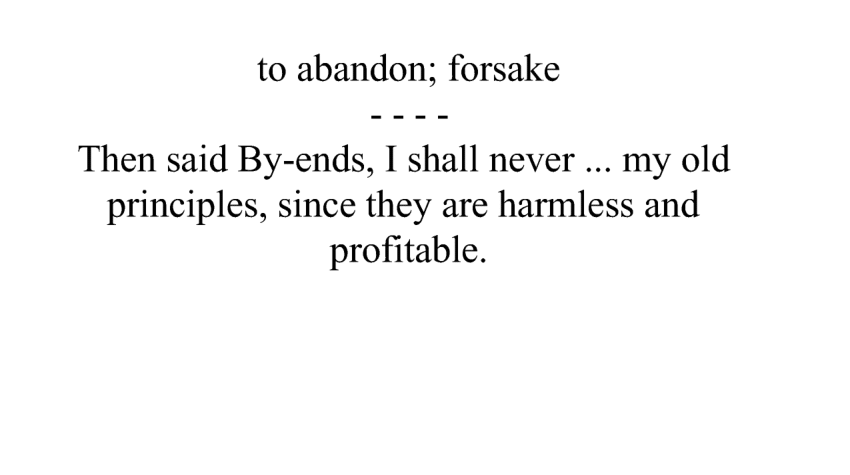 to abandon; forsake
- - - -
Then said By-ends, I shall never ... my old
principles, since they are harmless and
profitable.